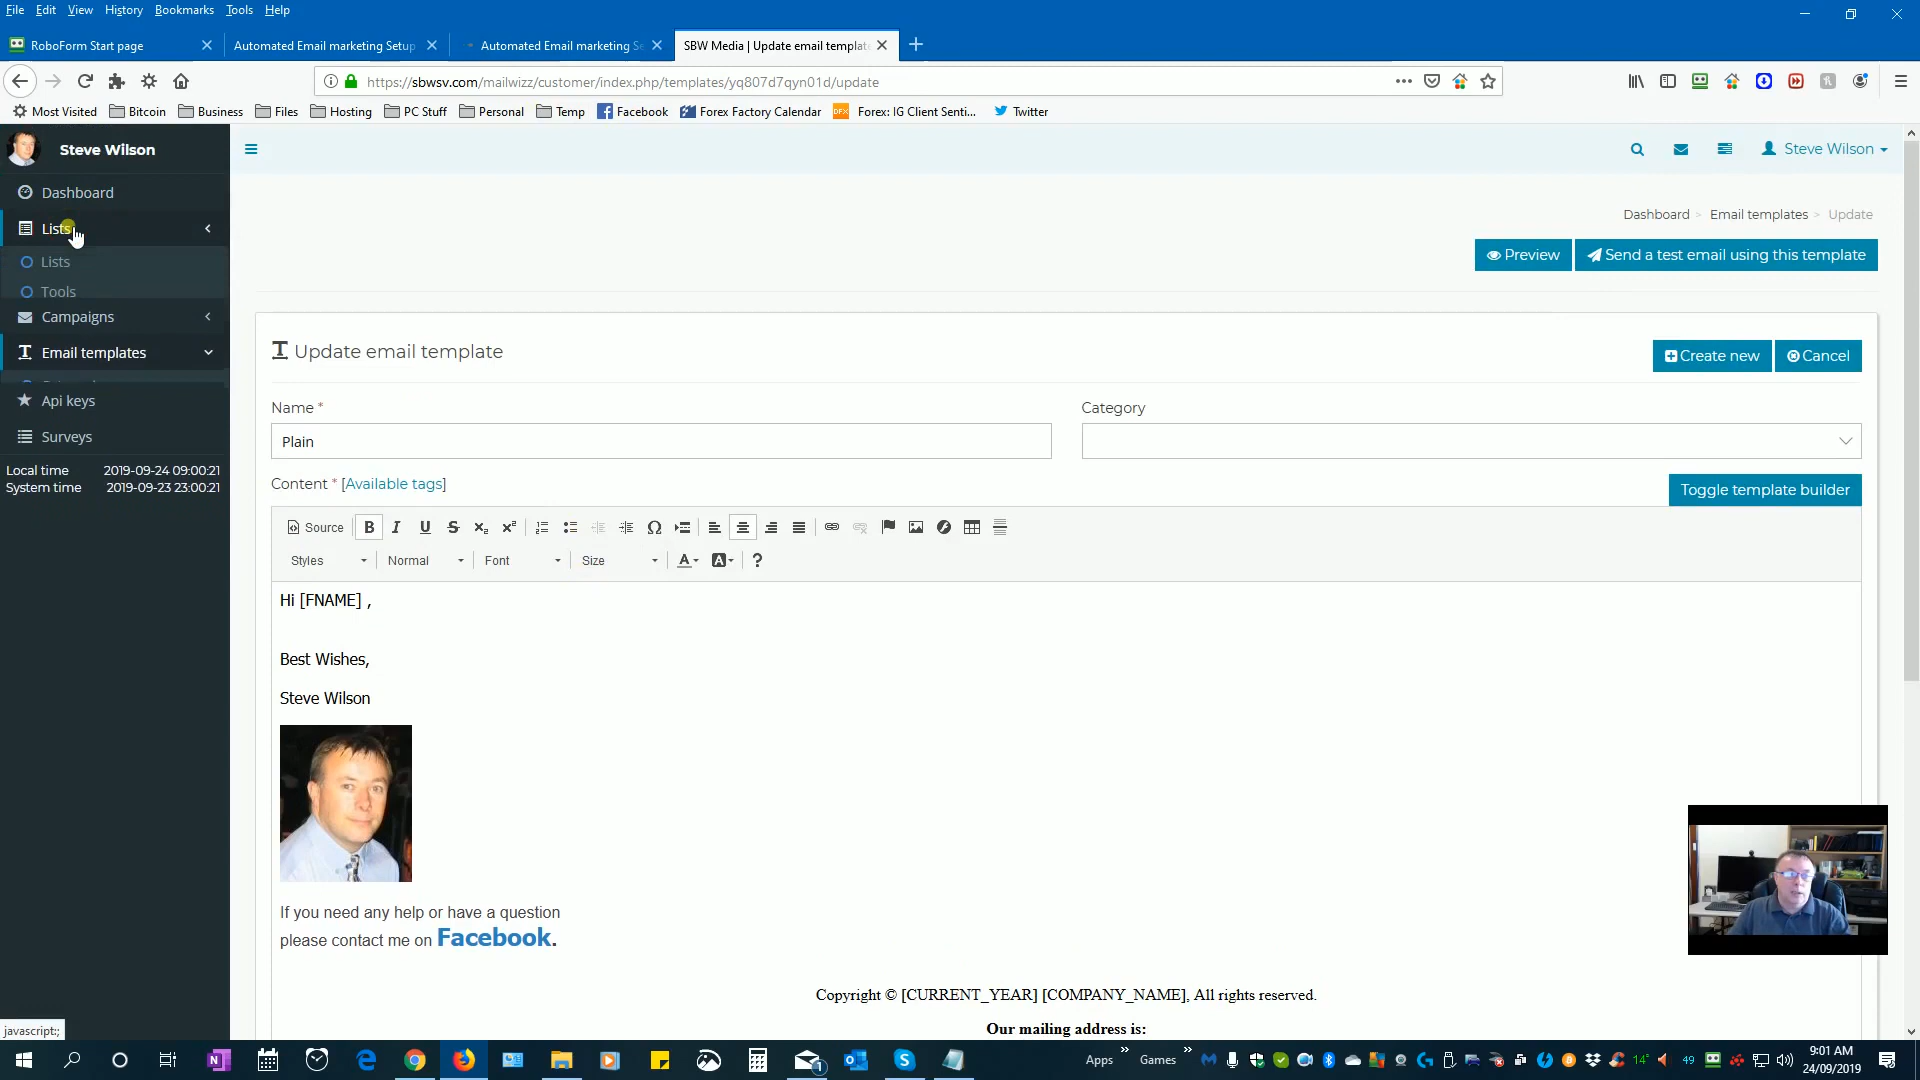 File Edit View History Bookmarks Tools Help
RoboForm Start page
Automated Email marketing Setup
Automated Email marketing Se
SBW Media | Update email templat
https://sbwsv.com/mailwizz/customer/index.php/templates/yq807d7qyn01d/update
Most Visited Bitcoin Business Files Hosting PC Stuff Personal Temp Facebook Forex Factory Calendar DFX Forex: IG Client Senti... Twitter
Steve Wilson
Steve Wilson
Dashboard
Lists
Lists
Tools
Campaigns
Email templates
Api keys
Surveys
Local time 2019-09-24 09:00:21
System time 2019-09-23 23:00:21
Dashboard > Email templates > Update
Preview
Send a test email using this template
Update email template
Create new
Cancel
Name *
Category
Plain
Content * [Available tags]
Toggle template builder
Source
Styles Normal Font Size
Hi [FNAME] ,
Best Wishes,
Steve Wilson
If you need any help or have a question
please contact me on Facebook.
Copyright © [CURRENT_YEAR] [COMPANY_NAME], All rights reserved.
Our mailing address is:
javascript:;
Apps Games
14°
49
9:01 AM
24/09/2019